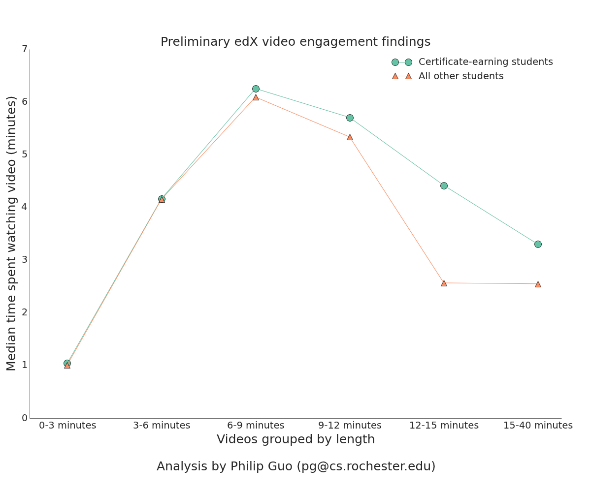 Preliminary edX video engagement findings
Certificate-earning students
All other students
Median time spent watching video (minutes)
7
6
5
4
3
2
1
0
0-3 minutes 3-6 minutes 6-9 minutes 9-12 minutes 12-15 minutes 15-40 minutes
Videos grouped by length
Analysis by Philip Guo (pg@cs.rochester.edu)